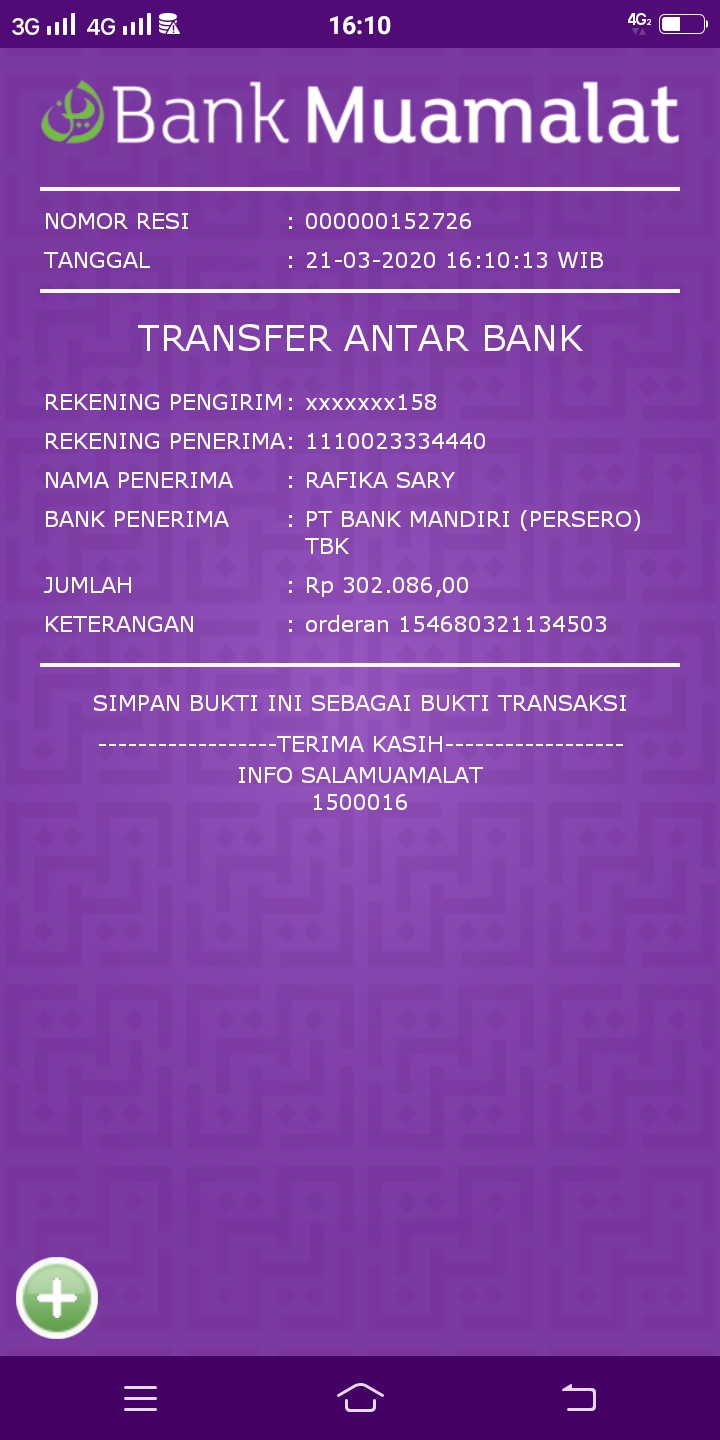 3G 4G 16:10 4G2
Bank Muamalat
NOMOR RESI : 000000152726
TANGGAL : 21-03-2020 16:10:13 WIB
TRANSFER ANTAR BANK
REKENING PENGIRIM : xxxxxxx158
REKENING PENERIMA : 1110023334440
NAMA PENERIMA : RAFIKA SARY
BANK PENERIMA : PT BANK MANDIRI (PERSERO)
TBK
JUMLAH : Rp 302.086,00
KETERANGAN : orderan 154680321134503
SIMPAN BUKTI INI SEBAGAI BUKTI TRANSAKSI
------------------TERIMA KASIH------------------
INFO SALAMUAMALAT
1500016